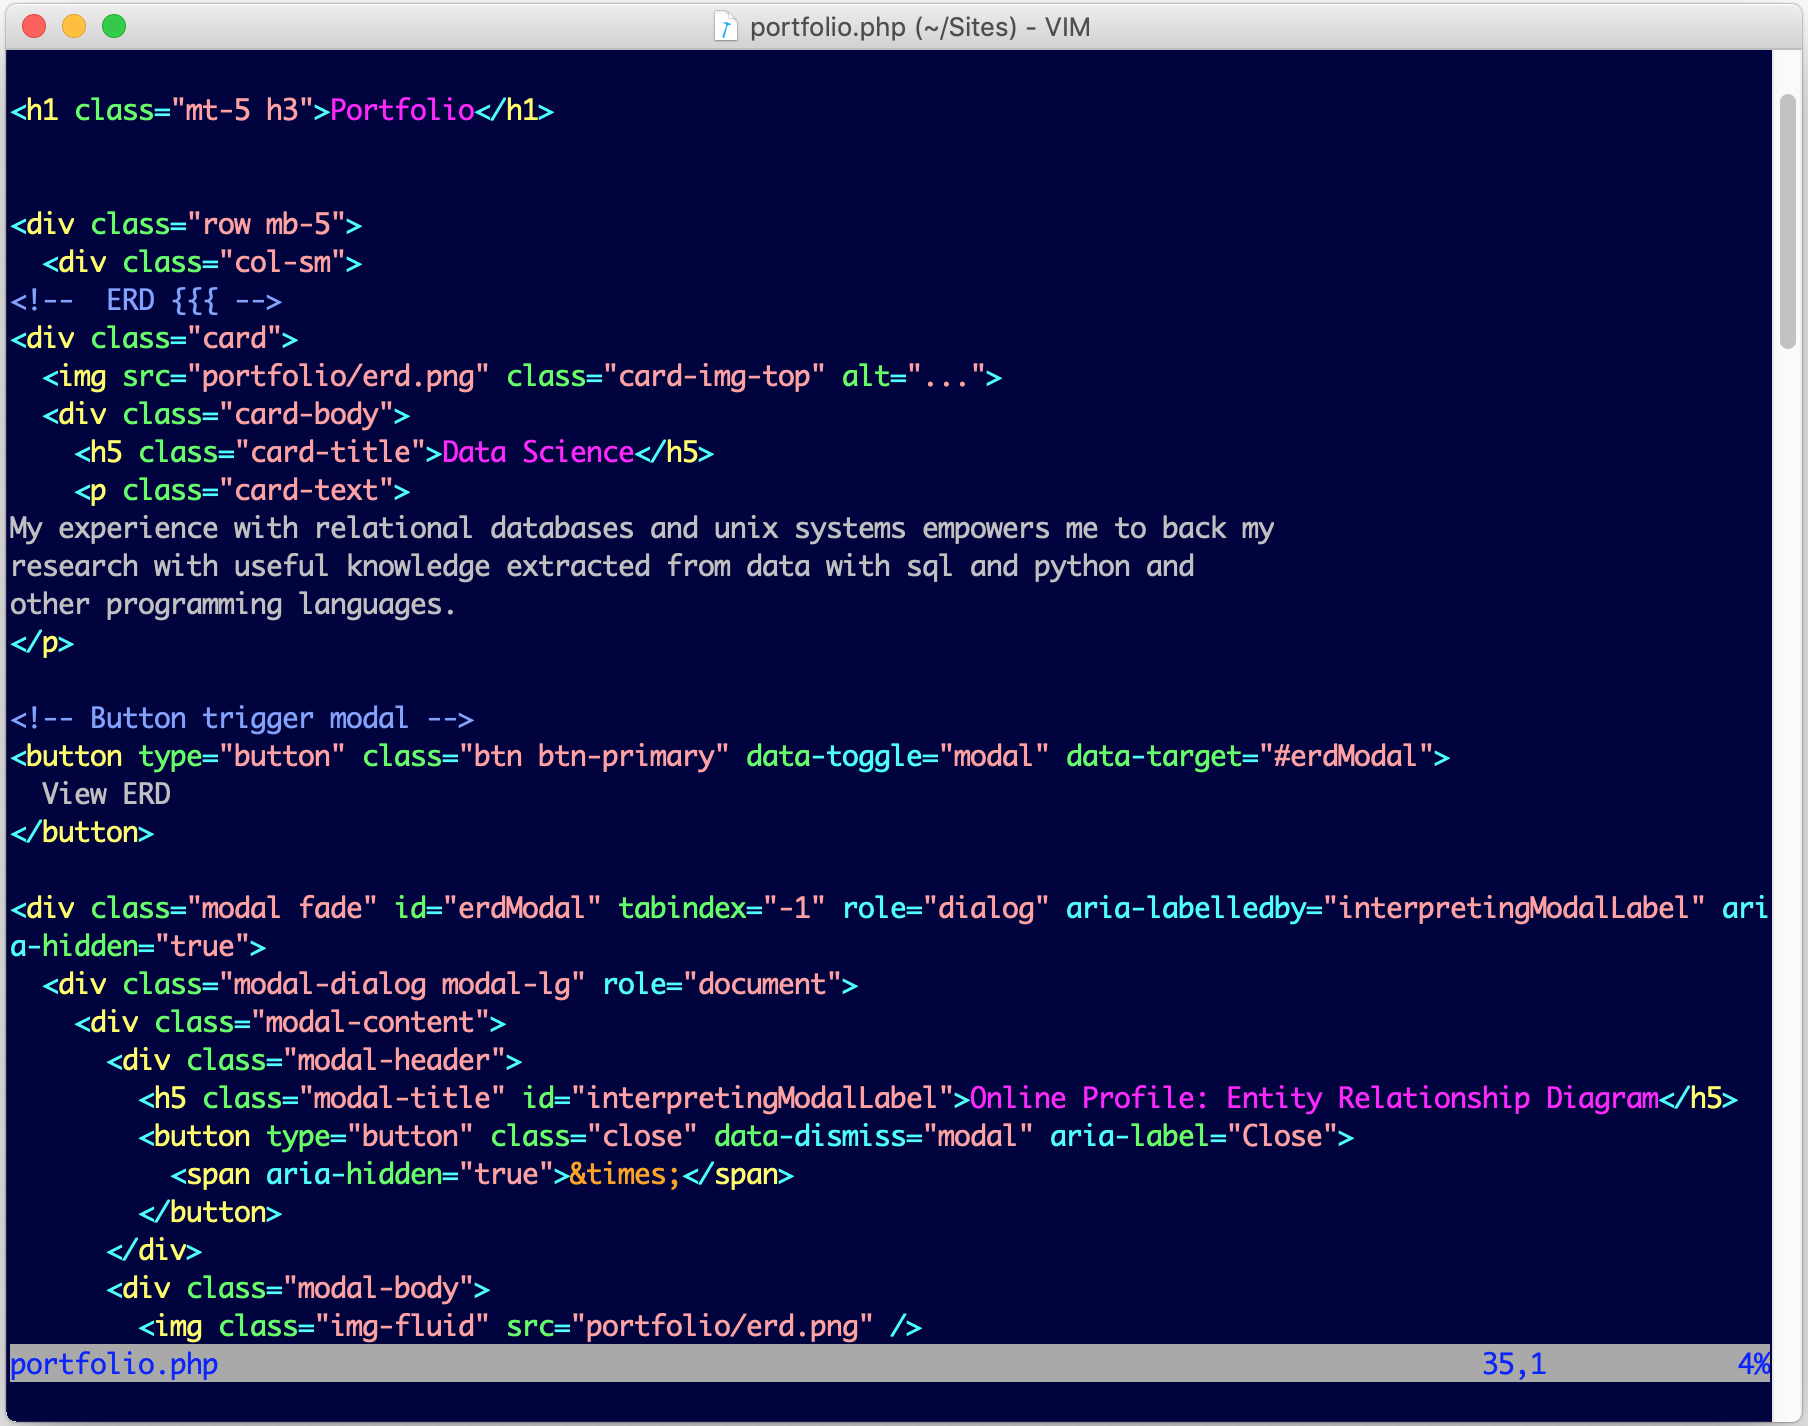 portfolio.php (~/Sites) - VIM
<h1 class="mt-5 h3">Portfolio</h1>
<div class="row mb-5">
  <div class="col-sm">
<!--  ERD {{{ -->
<div class="card">
  <img src="portfolio/erd.png" class="card-img-top" alt="...">
  <div class="card-body">
    <h5 class="card-title">Data Science</h5>
    <p class="card-text">
My experience with relational databases and unix systems empowers me to back my
research with useful knowledge extracted from data with sql and python and
other programming languages.
</p>
<!-- Button trigger modal -->
<button type="button" class="btn btn-primary" data-toggle="modal" data-target="#erdModal">
  View ERD
</button>
<div class="modal fade" id="erdModal" tabindex="-1" role="dialog" aria-labelledby="interpretingModalLabel" ari
a-hidden="true">
  <div class="modal-dialog modal-lg" role="document">
    <div class="modal-content">
      <div class="modal-header">
        <h5 class="modal-title" id="interpretingModalLabel">Online Profile: Entity Relationship Diagram</h5>
        <button type="button" class="close" data-dismiss="modal" aria-label="Close">
          <span aria-hidden="true">&times;</span>
        </button>
      </div>
      <div class="modal-body">
        <img class="img-fluid" src="portfolio/erd.png" />
portfolio.php 35,1 4%